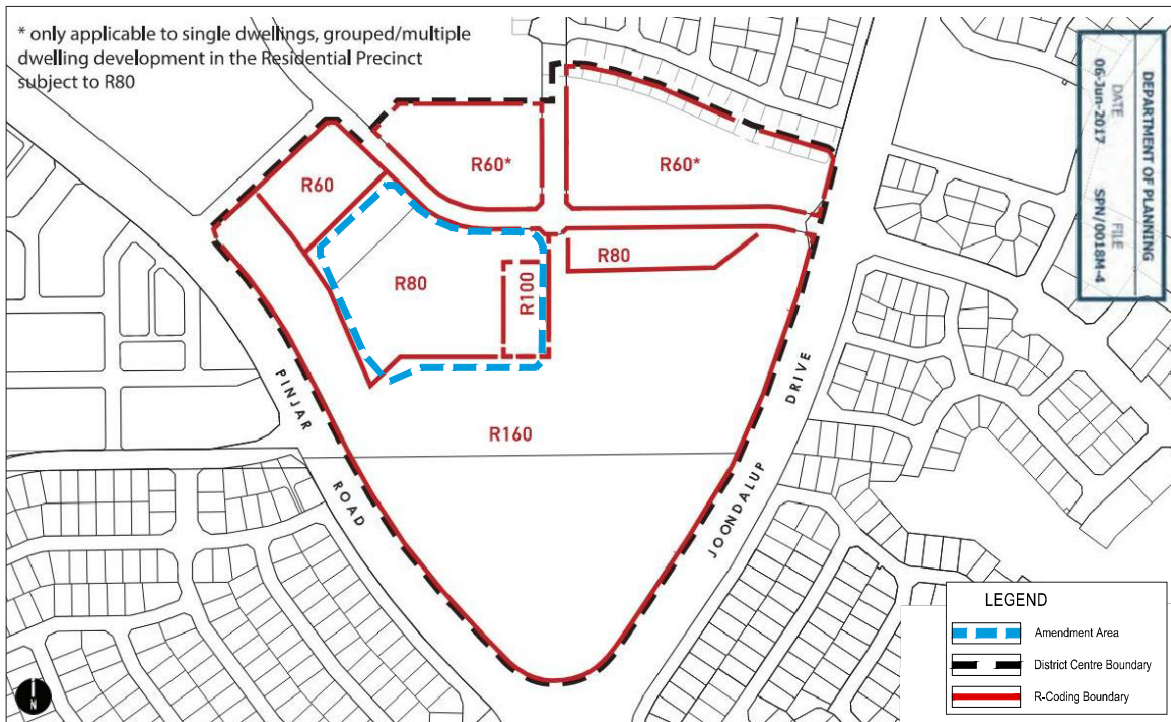 * only applicable to single dwellings, grouped/multiple
dwelling development in the Residential Precinct
subject to R80
DEPARTMENT OF PLANNING
DATE FILE
06-Jun-2017 SPN/0018M-4
R60*
R60*
R60
R80
R80
R100
R160
PINJAR ROAD
JOONDALUP DRIVE
LEGEND
Amendment Area
District Centre Boundary
R-Coding Boundary
N